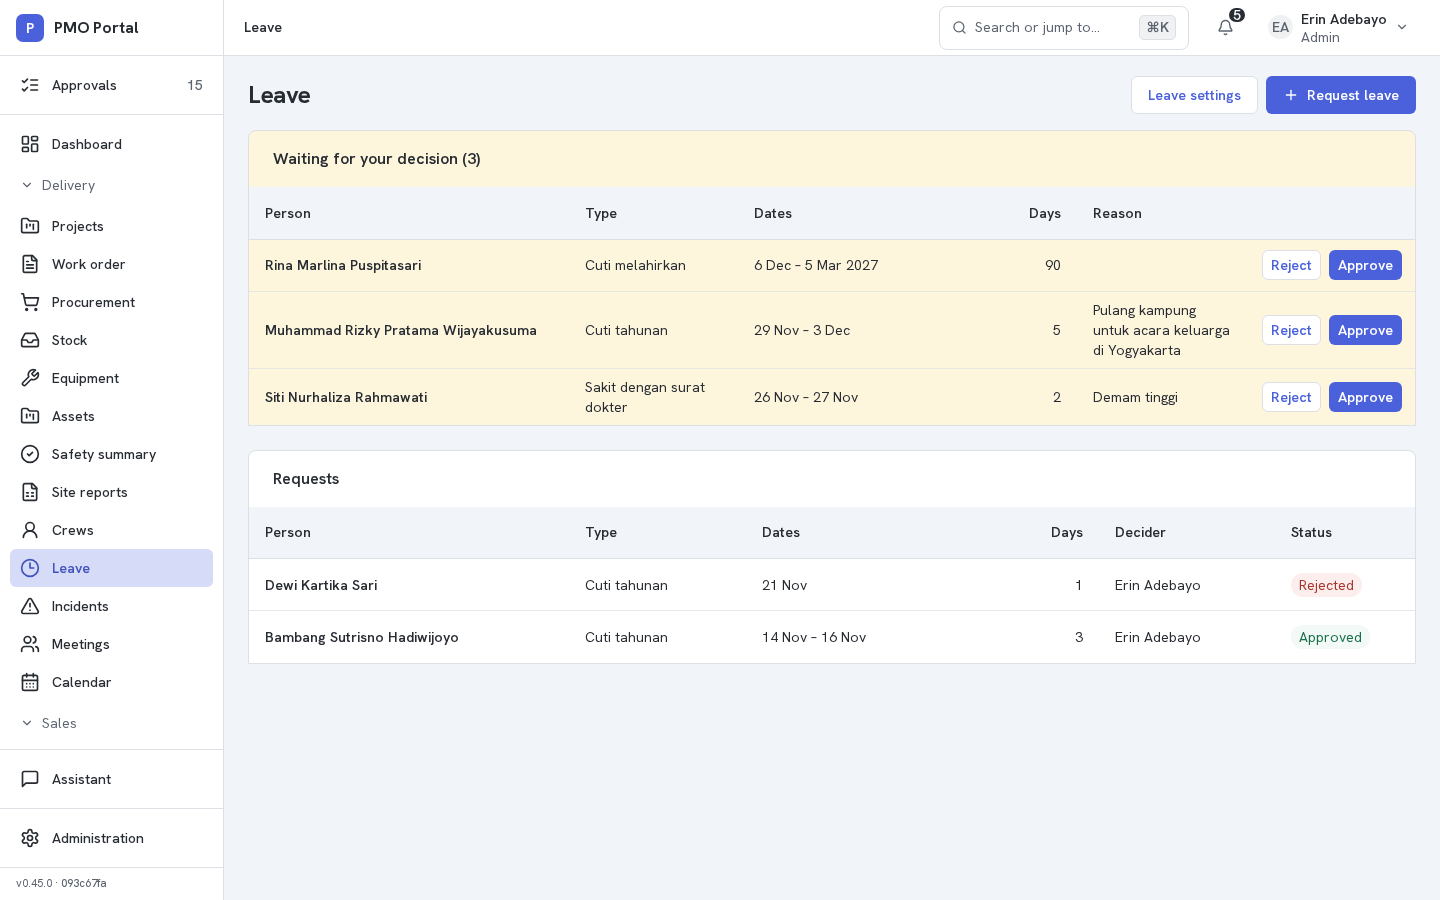 P PMO Portal
Leave
Search or jump to... ⌘K
5
EA
Erin Adebayo
Admin
Approvals 15
Dashboard
Delivery
Projects
Work order
Procurement
Stock
Equipment
Assets
Safety summary
Site reports
Crews
Leave
Incidents
Meetings
Calendar
Sales
Assistant
Administration
v0.45.0 · 093c67fa
Leave
Leave settings
Request leave
Waiting for your decision (3)
Person Type Dates Days Reason
Rina Marlina Puspitasari Cuti melahirkan 6 Dec – 5 Mar 2027 90 Reject Approve
Muhammad Rizky Pratama Wijayakusuma Cuti tahunan 29 Nov – 3 Dec 5
Pulang kampung
untuk acara keluarga
di Yogyakarta
Reject Approve
Siti Nurhaliza Rahmawati
Sakit dengan surat
dokter
26 Nov – 27 Nov 2 Demam tinggi Reject Approve
Requests
Person Type Dates Days Decider Status
Dewi Kartika Sari Cuti tahunan 21 Nov 1 Erin Adebayo Rejected
Bambang Sutrisno Hadiwijoyo Cuti tahunan 14 Nov – 16 Nov 3 Erin Adebayo Approved